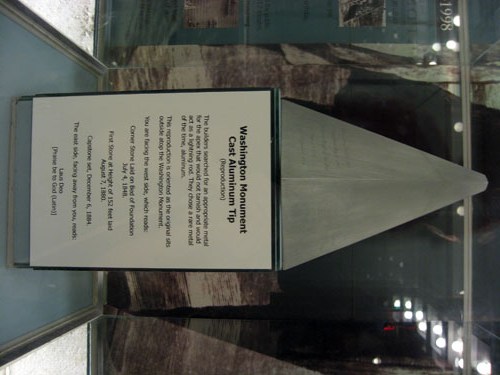 Washington Monument
Cast Aluminum Tip
(Reproduction)
The builders searched for an appropriate metal
for the apex that would not tarnish and would
act as a lightning rod. They chose a rare metal
of the time, aluminum.
This reproduction is oriented as the original sits
outside atop the Washington Monument.
You are facing the west side, which reads:
Corner Stone Laid on Bed of Foundation
July 4, 1848
First Stone at Height of 152 feet laid
August 7, 1880
Capstone set, December 6, 1884.
The east side, facing away from you, reads:
Laus Deo
[Praise be to God (Latin)]
1998